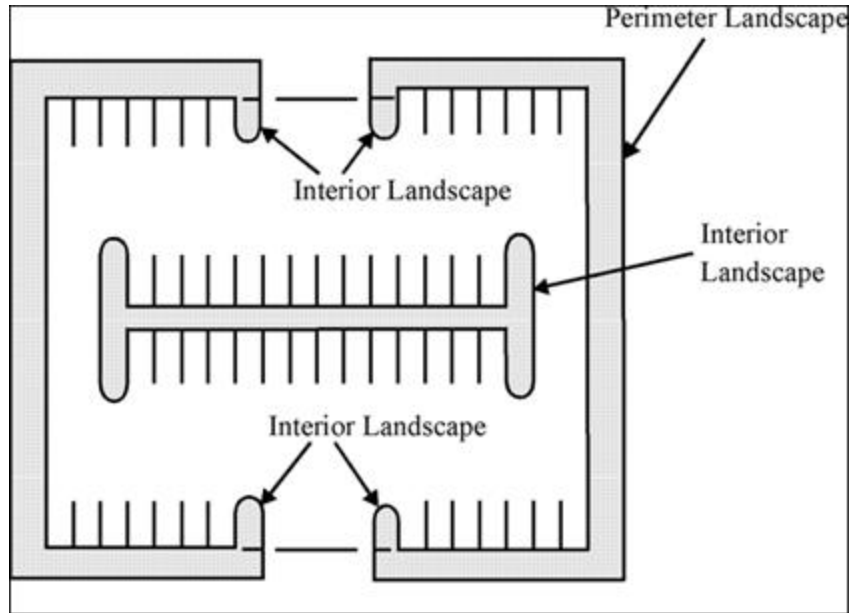 Perimeter Landscape
Interior Landscape
Interior
Landscape
Interior Landscape